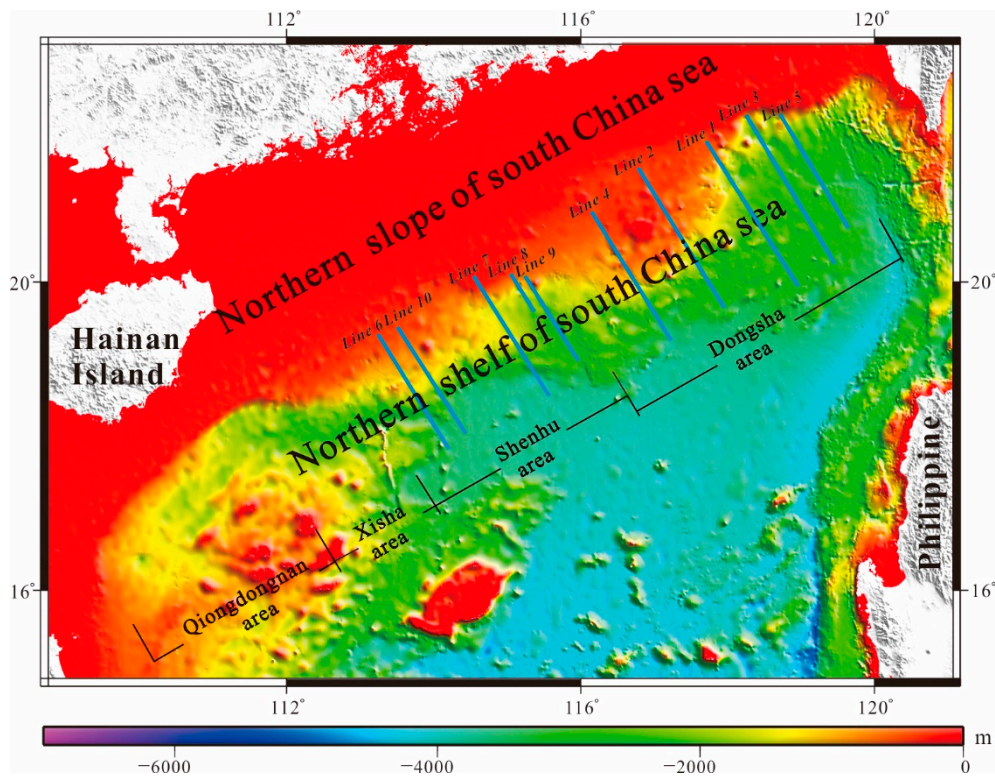 112°
116°
120°
Northern slope of south China sea
Line 3
Line 5
Line 1
Line 2
Line 4
20°
20°
Line 7
Line 8
Line 9
Line 6
Line 10
Hainan
Island
Northern shelf of south China sea
Dongsha
area
Shenhu
area
Xisha
area
Qiongdongnan
area
Philippine
16°
16°
112°
116°
120°
−6000
−4000
−2000
0
m